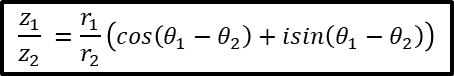 z₁/z₂ = r₁/r₂ (cos(θ₁ − θ₂) + isin(θ₁ − θ₂))